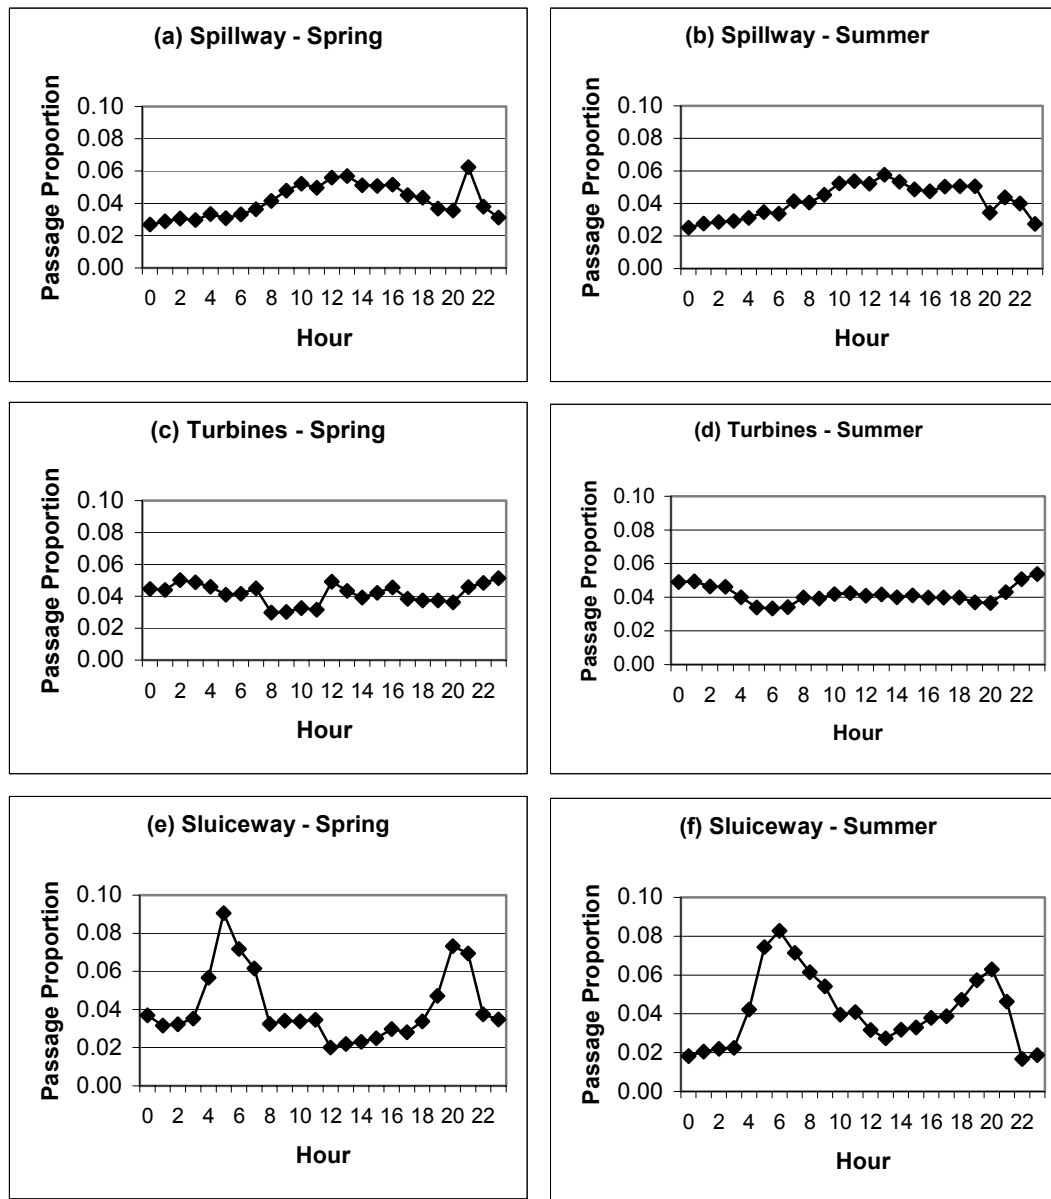 (a) Spillway - Spring
Passage Proportion
0.10
0.08
0.06
0.04
0.02
0.00
0 2 4 6 8 10 12 14 16 18 20 22
Hour
(b) Spillway - Summer
Passage Proportion
0.10
0.08
0.06
0.04
0.02
0.00
0 2 4 6 8 10 12 14 16 18 20 22
Hour
(c) Turbines - Spring
Passage Proportion
0.10
0.08
0.06
0.04
0.02
0.00
0 2 4 6 8 10 12 14 16 18 20 22
Hour
(d) Turbines - Summer
Passage Proportion
0.10
0.08
0.06
0.04
0.02
0.00
0 2 4 6 8 10 12 14 16 18 20 22
Hour
(e) Sluiceway - Spring
Passage Proportion
0.10
0.08
0.06
0.04
0.02
0.00
0 2 4 6 8 10 12 14 16 18 20 22
Hour
(f) Sluiceway - Summer
Passage Proportion
0.10
0.08
0.06
0.04
0.02
0.00
0 2 4 6 8 10 12 14 16 18 20 22
Hour